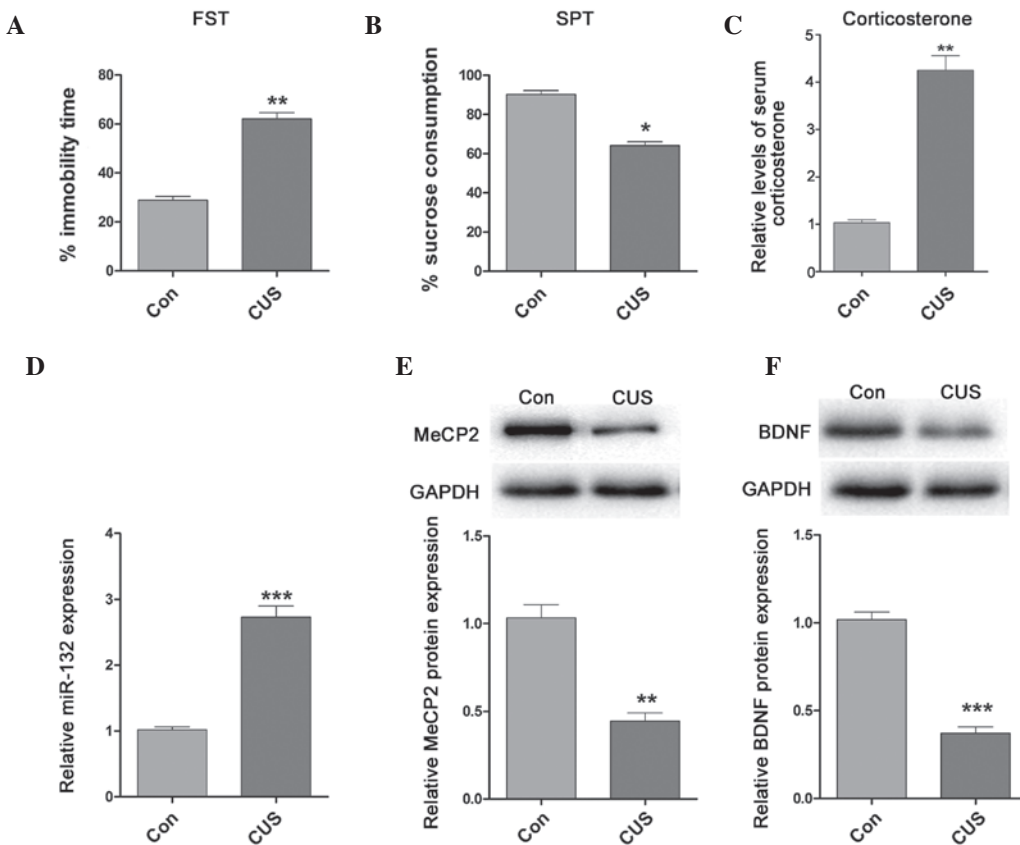 A
FST
% immobility time
80
60
40
20
0
**
Con
CUS
B
SPT
% sucrose consumption
100
80
60
40
20
0
*
Con
CUS
C
Corticosterone
Relative levels of serum
corticosterone
5
4
3
2
1
0
**
Con
CUS
D
Relative miR-132 expression
4
3
2
1
0
***
Con
CUS
E
Con
CUS
MeCP2
GAPDH
Relative MeCP2 protein expression
1.5
1.0
0.5
0.0
**
Con
CUS
F
Con
CUS
BDNF
GAPDH
Relative BDNF protein expression
1.5
1.0
0.5
0.0
***
Con
CUS